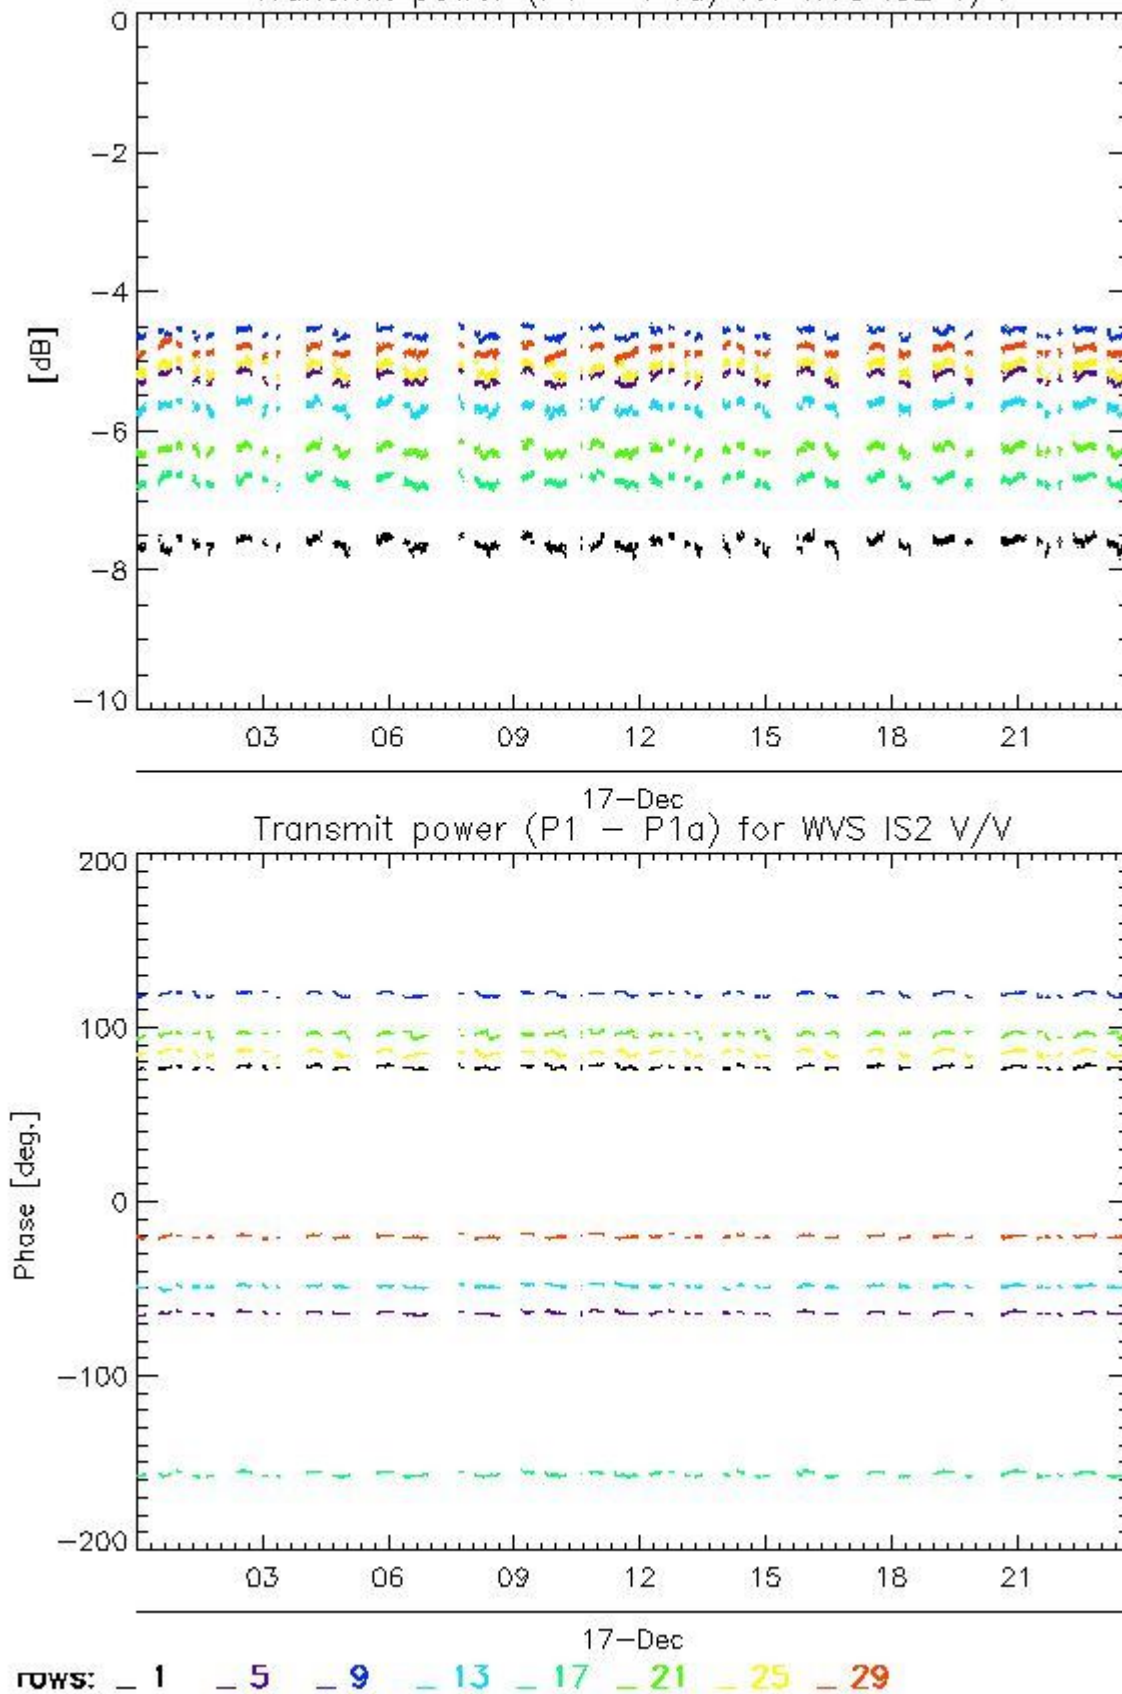 0
-2
-4
[dB]
-6
-8
-10
03 06 09 12 15 18 21
17-Dec
Transmit power (P1 - P1a) for WVS IS2 V/V
200
100
Phase [deg.]
0
-100
-200
03 06 09 12 15 18 21
17-Dec
rows: _ 1 _ 5 _ 9 _ 13 _ 17 _ 21 _ 25 _ 29